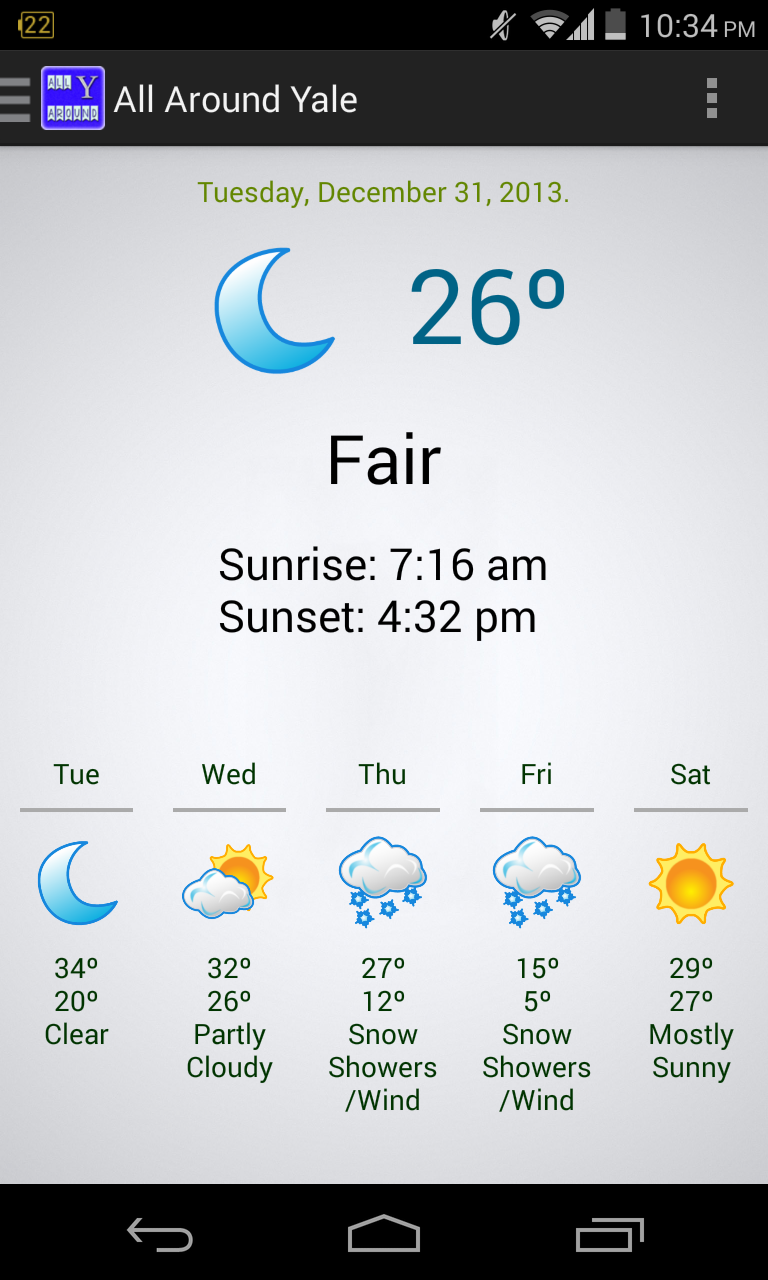 22
10:34 PM
ALL Y
AROUND
All Around Yale
Tuesday, December 31, 2013.
26º
Fair
Sunrise: 7:16 am
Sunset: 4:32 pm
Tue Wed Thu Fri Sat
34º 32º 27º 15º 29º
20º 26º 12º 5º 27º
Clear Partly Snow Snow Mostly
Cloudy Showers Showers Sunny
/Wind /Wind